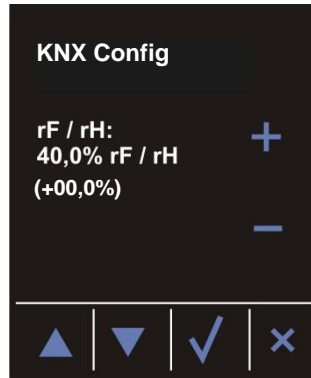 KNX Config
rF / rH:
40,0% rF / rH
(+00,0%)